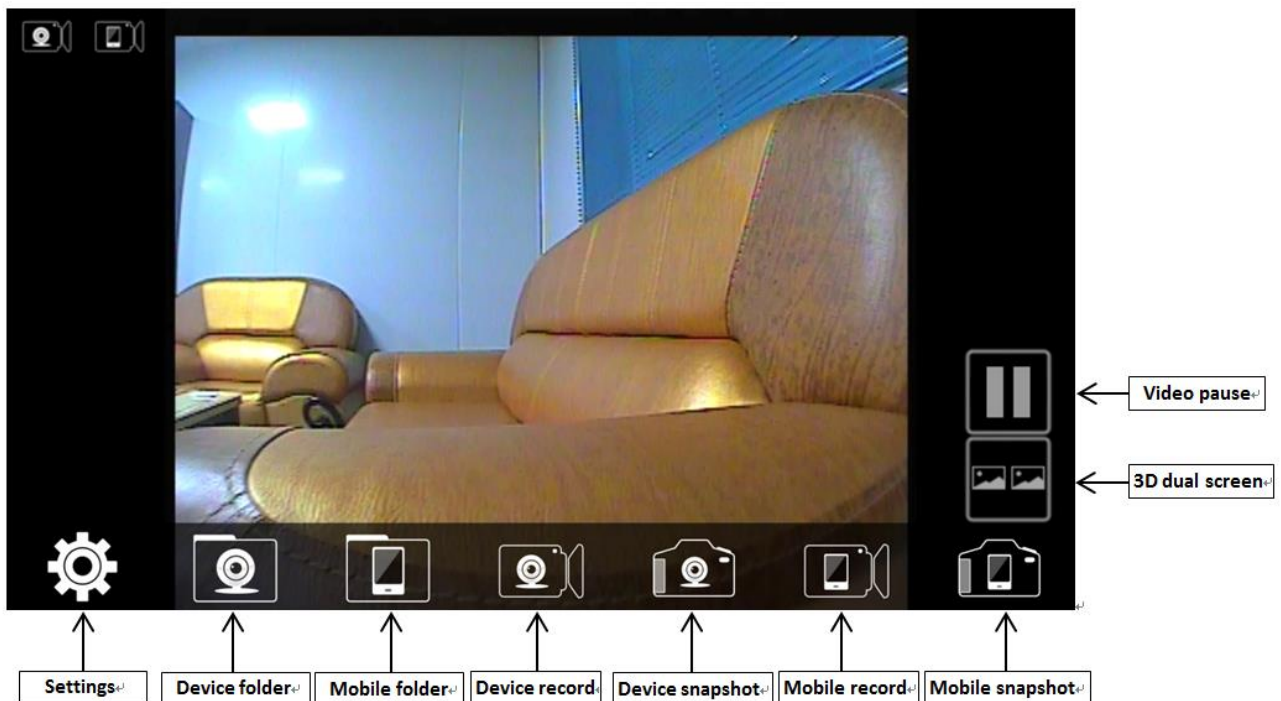 Video pause
3D dual screen
Settings
Device folder
Mobile folder
Device record
Device snapshot
Mobile record
Mobile snapshot